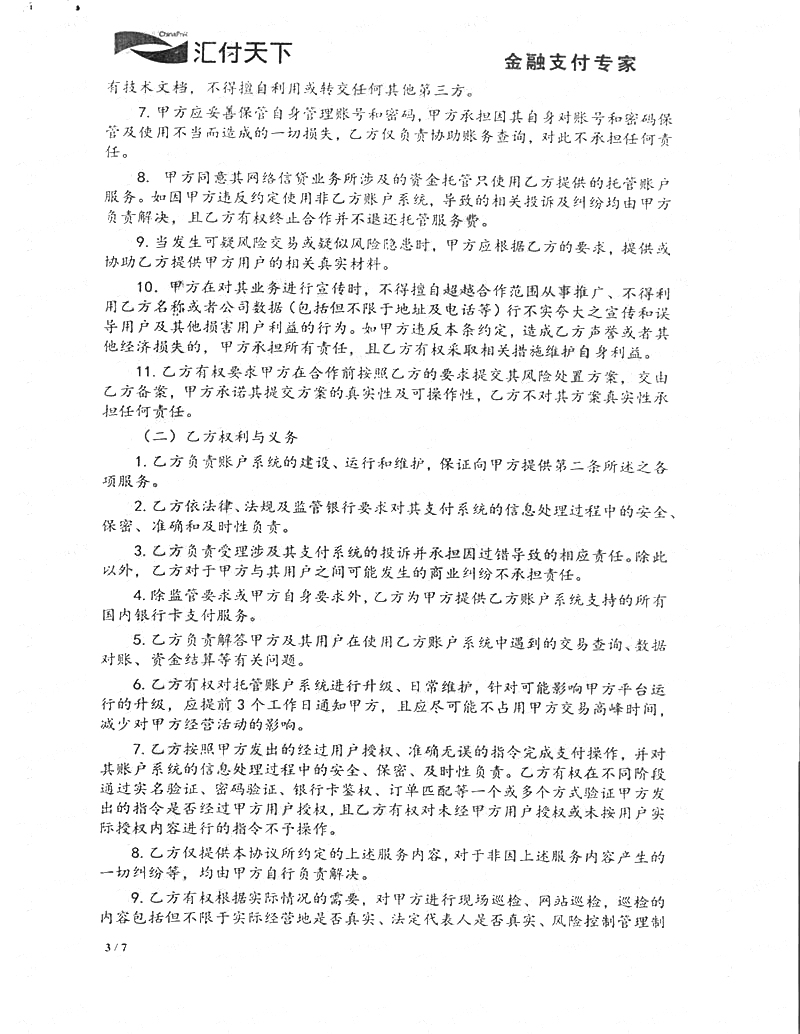 ChinaPnR
汇付天下
金融支付专家
有技术文档，不得擅自利用或转交任何其他第三方。
7. 甲方应妥善保管自身管理账号和密码，甲方承担因其自身对账号和密码保
管及使用不当而造成的一切损失，乙方仅负责协助账务查询，对此不承担任何责
任。
8. 甲方同意其网络信贷业务所涉及的资金托管只使用乙方提供的托管账户
服务。如因甲方违反约定使用非乙方账户系统，导致的相关投诉及纠纷均由甲方
负责解决，且乙方有权终止合作并不退还托管服务费。
9. 当发生可疑风险交易或疑似风险隐患时，甲方应根据乙方的要求，提供或
协助乙方提供甲方用户的相关真实材料。
10. 甲方在对其业务进行宣传时，不得擅自超越合作范围从事推广、不得利
用乙方名称或者公司数据（包括但不限于地址及电话等）行不实夸大之宣传和误
导用户及其他损害用户利益的行为。如甲方违反本条约定，造成乙方声誉或者其
他经济损失的，甲方承担所有责任，且乙方有权采取相关措施维护自身利益。
11. 乙方有权要求甲方在合作前按照乙方的要求提交其风险处置方案，交由
乙方备案，甲方承诺其提交方案的真实性及可操作性，乙方不对其方案真实性承
担任何责任。
（二）乙方权利与义务
1. 乙方负责账户系统的建设、运行和维护，保证向甲方提供第二条所述之各
项服务。
2. 乙方依法律、法规及监管银行要求对其支付系统的信息处理过程中的安全、
保密、准确和及时性负责。
3. 乙方负责受理涉及其支付系统的投诉并承担因过错导致的相应责任。除此
以外，乙方对于甲方与其用户之间可能发生的商业纠纷不承担责任。
4. 除监管要求或甲方自身要求外，乙方为甲方提供乙方账户系统支持的所有
国内银行卡支付服务。
5. 乙方负责解答甲方及其用户在使用乙方账户系统中遇到的交易查询、数据
对账、资金结算等有关问题。
6. 乙方有权对托管账户系统进行升级、日常维护，针对可能影响甲方平台运
行的升级，应提前 3 个工作日通知甲方，且应尽可能不占用甲方交易高峰时间，
减少对甲方经营活动的影响。
7. 乙方按照甲方发出的经过用户授权、准确无误的指令完成支付操作，并对
其账户系统的信息处理过程中的安全、保密、及时性负责。乙方有权在不同阶段
通过实名验证、密码验证、银行卡鉴权、订单匹配等一个或多个方式验证甲方发
出的指令是否经过甲方用户授权，且乙方有权对未经甲方用户授权或未按用户实
际授权内容进行的指令不予操作。
8. 乙方仅提供本协议所约定的上述服务内容，对于非因上述服务内容产生的
一切纠纷等，均由甲方自行负责解决。
9. 乙方有权根据实际情况的需要，对甲方进行现场巡检、网站巡检，巡检的
内容包括但不限于实际经营地是否真实、法定代表人是否真实、风险控制管理制
3 / 7